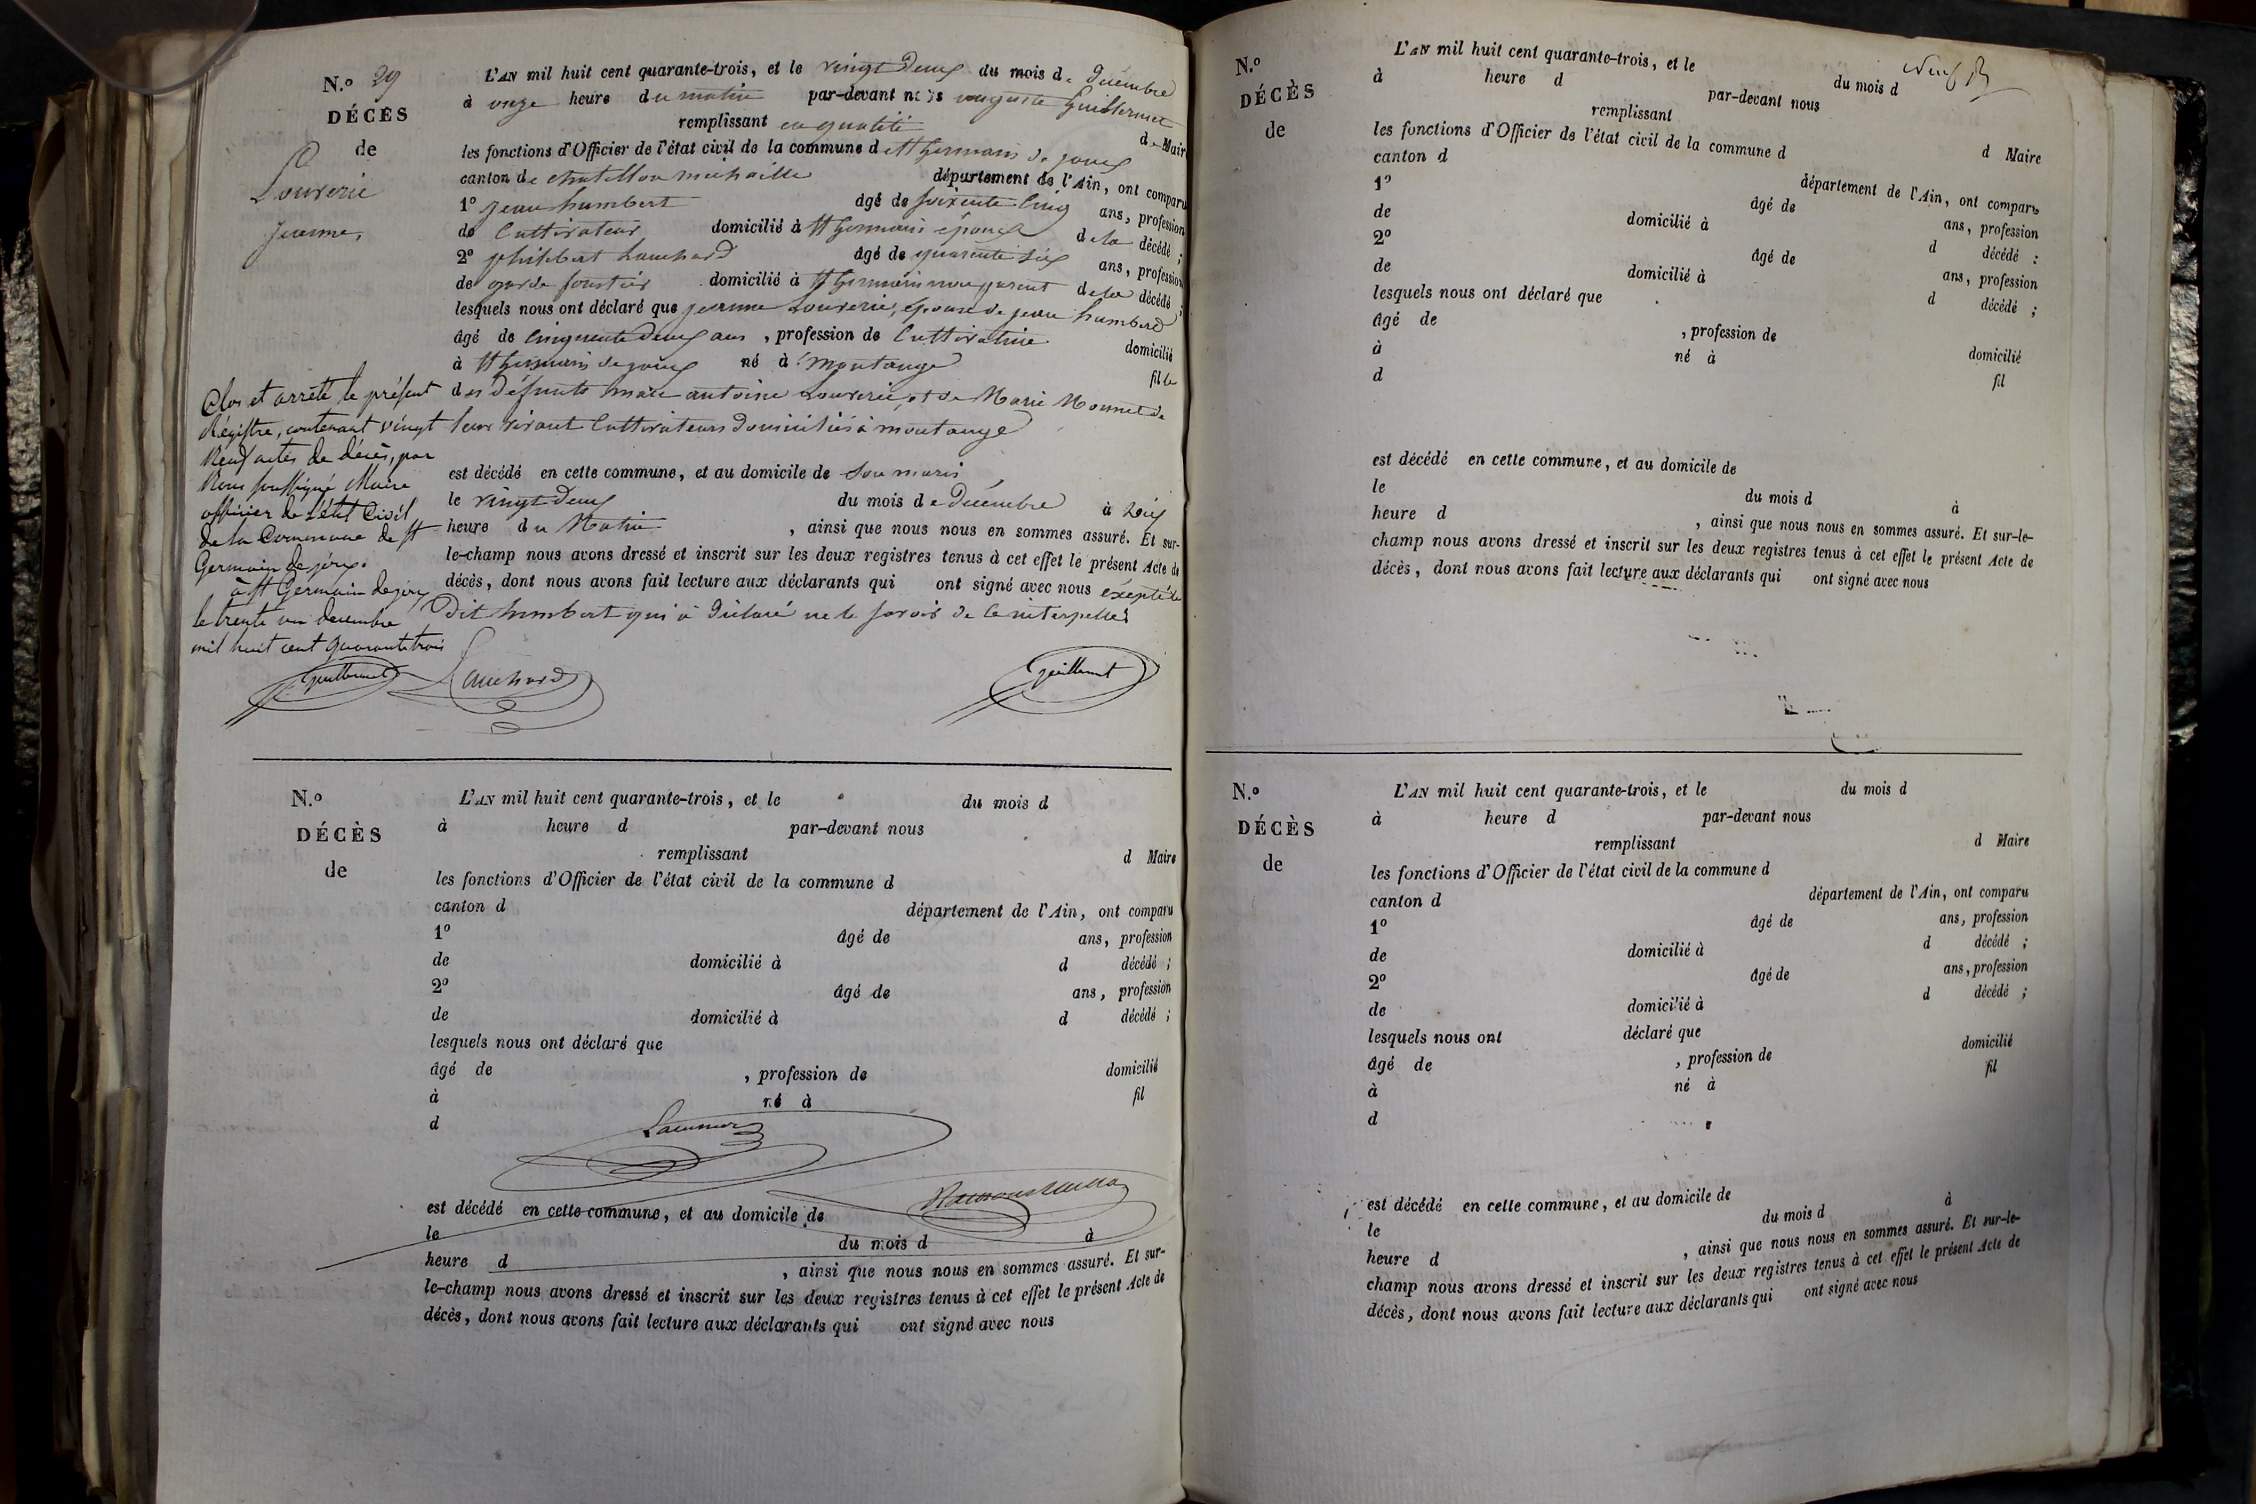 N.º 29
DÉCÈS
de
Louvrerie
Jeanne,
L'AN mil huit cent quarante-trois, et le vingt deux du mois de Décembre
à onze heure du matin par-devant nous auguste Guillermet
remplissant en qualité de Maire
les fonctions d'Officier de l'état civil de la commune de St Germain de joux
canton de chatillon michaille département de l'Ain, ont comparu
1º jean humbert âgé de soixente cinq ans, profession
de Cultivateur domicilié à St Germain époux de la décédé ;
2º philibert Lauchard âgé de quarente six ans, profession
de garde forestier domicilié à St Germain non parent de la décédé ;
lesquels nous ont déclaré que jeanne Louvrerie, épouse de jean humberd
âgé de cinquente deux ans, profession de Cultivatrice domicilié
à St Germain de joux né à montange fille
des défunts marie antoine Louvrerie et de Marie Monnet de
leur vivant Cultivateurs domiciliés à montange
est décédé en cette commune, et au domicile de son maris
le vingt deux du mois de Décembre à dix
heure du Matin , ainsi que nous nous en sommes assuré. Et sur-
le-champ nous avons dressé et inscrit sur les deux registres tenus à cet effet le présent Acte de
décès, dont nous avons fait lecture aux déclarants qui ont signé avec nous éxepté le
Dit humbert qui à Déclaré ne le savoir de ce interpellé
Clos et arrêté le présent
Registre, contenant vingt
Neuf actes de décès, par
Nous soussigné Maire
officier de l'état Civil
de la Commune de St
Germain de joux.
à St Germain de joux
le trente un décembre
mil huit cent quarante trois
Guillermet Lauchard Guillermet
N.º
DÉCÈS
de
L'AN mil huit cent quarante-trois, et le du mois d
à heure d par-devant nous
remplissant d Maire
les fonctions d'Officier de l'état civil de la commune d
canton d département de l'Ain, ont comparu
1º âgé de ans, profession
de domicilié à d décédé ;
2º âgé de ans, profession
de domicilié à d décédé ;
lesquels nous ont déclaré que
âgé de , profession de domicilié
à né à fil
d
est décédé en cette commune, et au domicile de
le du mois d à
heure d , ainsi que nous nous en sommes assuré. Et sur-
le-champ nous avons dressé et inscrit sur les deux registres tenus à cet effet le présent Acte de
décès, dont nous avons fait lecture aux déclarants qui ont signé avec nous
N.º
DÉCÈS
de
L'AN mil huit cent quarante-trois, et le du mois d
à heure d par-devant nous
remplissant d Maire
les fonctions d'Officier de l'état civil de la commune d
canton d département de l'Ain, ont comparu
1º âgé de ans, profession
de domicilié à d décédé :
2º âgé de ans, profession
de domicilié à d décédé ;
lesquels nous ont déclaré que
âgé de , profession de domicilié
à né à fil
d
est décédé en cette commune, et au domicile de
le du mois d à
heure d , ainsi que nous nous en sommes assuré. Et sur-le-
champ nous avons dressé et inscrit sur les deux registres tenus à cet effet le présent Acte de
décès, dont nous avons fait lecture aux déclarants qui ont signé avec nous
N.º
DÉCÈS
de
L'AN mil huit cent quarante-trois, et le du mois d
à heure d par-devant nous
remplissant d Maire
les fonctions d'Officier de l'état civil de la commune d
canton d département de l'Ain, ont comparu
1º âgé de ans, profession
de domicilié à d décédé ;
2º âgé de ans, profession
de domicilié à d décédé ;
lesquels nous ont déclaré que
âgé de , profession de domicilié
à né à fil
d
est décédé en cette commune, et au domicile de
le du mois d à
heure d , ainsi que nous nous en sommes assuré. Et sur-le-
champ nous avons dressé et inscrit sur les deux registres tenus à cet effet le présent Acte de
décès, dont nous avons fait lecture aux déclarants qui ont signé avec nous